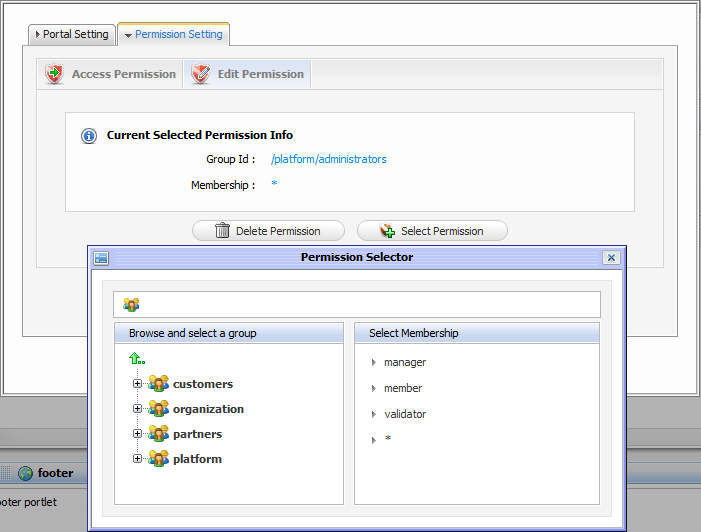 Portal Setting
Permission Setting
Access Permission
Edit Permission
Current Selected Permission Info
Group Id : /platform/administrators
Membership : *
Delete Permission
Select Permission
Permission Selector
Browse and select a group
customers
organization
partners
platform
Select Membership
manager
member
validator
*
footer
ooter portlet